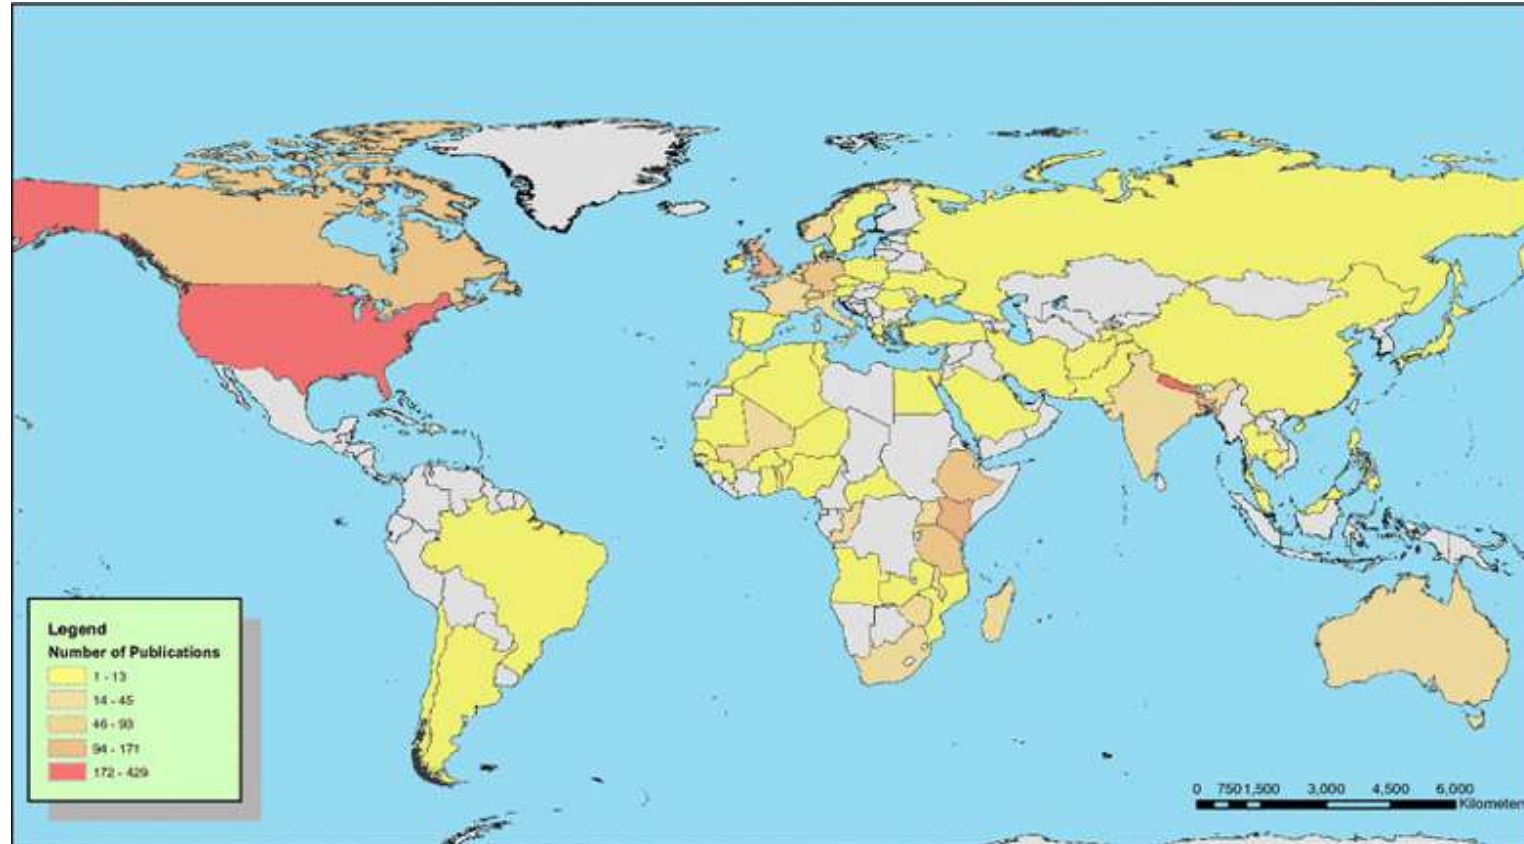 Legend
Number of Publications
1 - 13
14 - 45
46 - 93
94 - 171
172 - 429
0 750 1,500 3,000 4,500 6,000
Kilometers